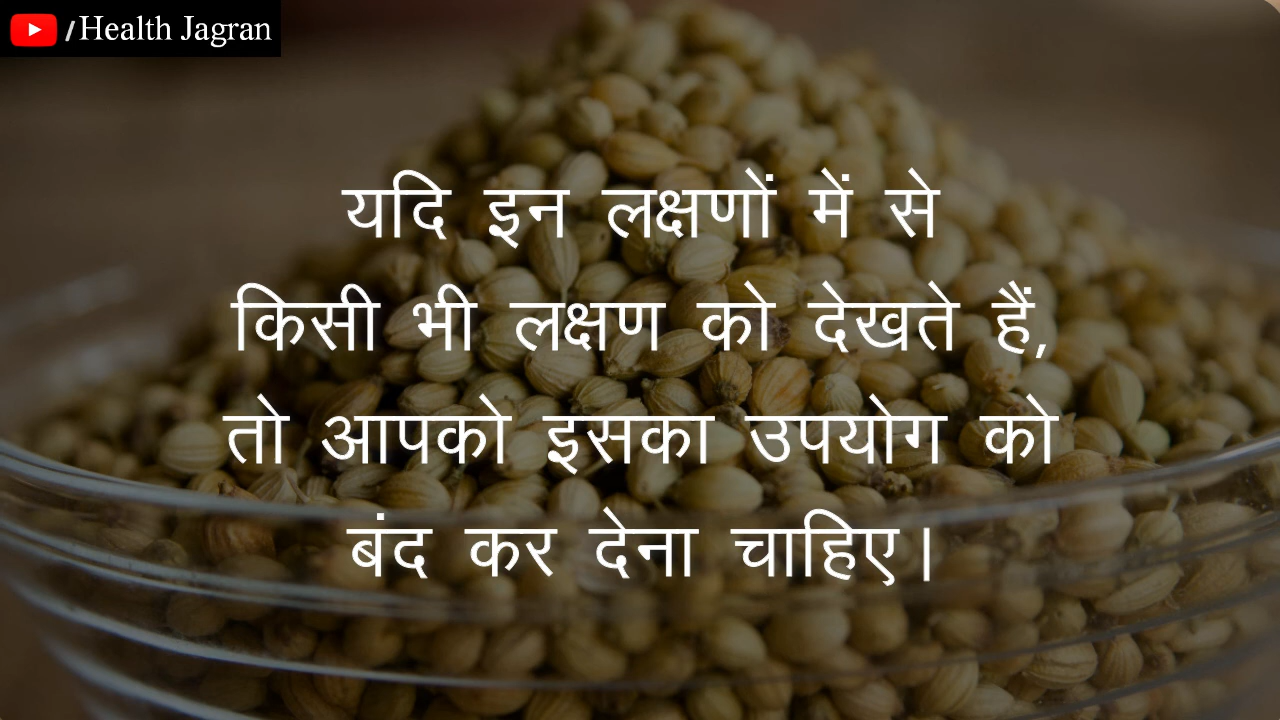 /Health Jagran
यदि इन लक्षणों में से
किसी भी लक्षण को देखते हैं,
तो आपको इसका उपयोग को
बंद कर देना चाहिए।